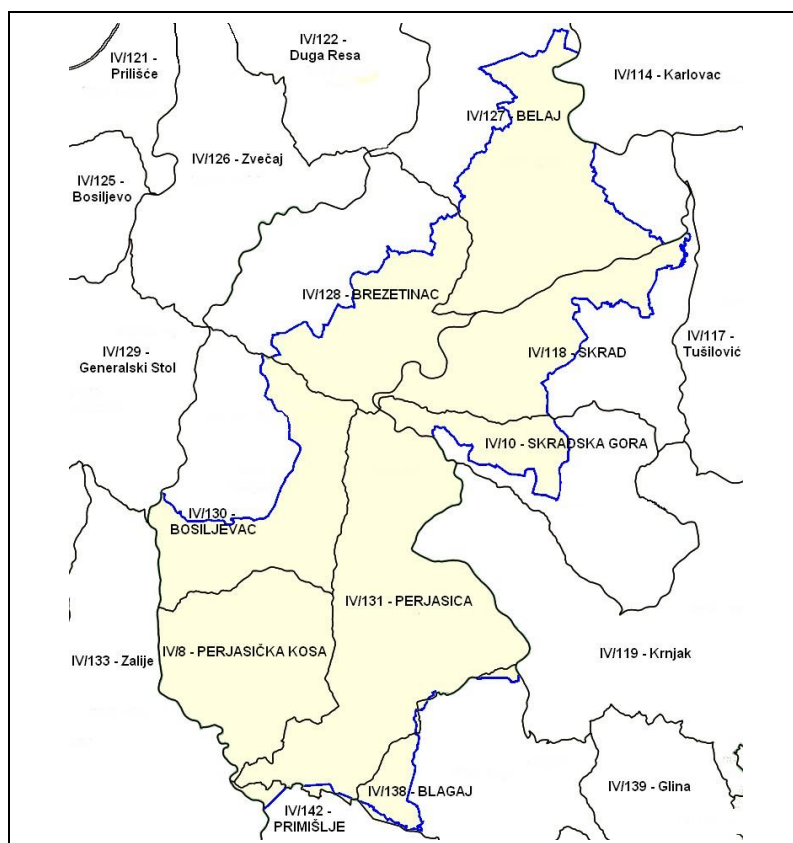 IV/121 -
Prilišće
IV/122 -
Duga Resa
IV/114 - Karlovac
IV/127 - BELAJ
IV/126 - Zvečaj
IV/125 -
Bosiljevo
IV/128 - BREZETINAC
IV/129 -
Generalski Stol
IV/118 - SKRAD
IV/117 -
Tušilović
IV/10 - SKRADSKA GORA
IV/130 -
BOSILJEVAC
IV/131 - PERJASICA
IV/133 - Zalije
IV/8 - PERJASIČKA KOSA
IV/119 - Krnjak
IV/138 - BLAGAJ
IV/139 - Glina
IV/142 -
PRIMIŠLJE